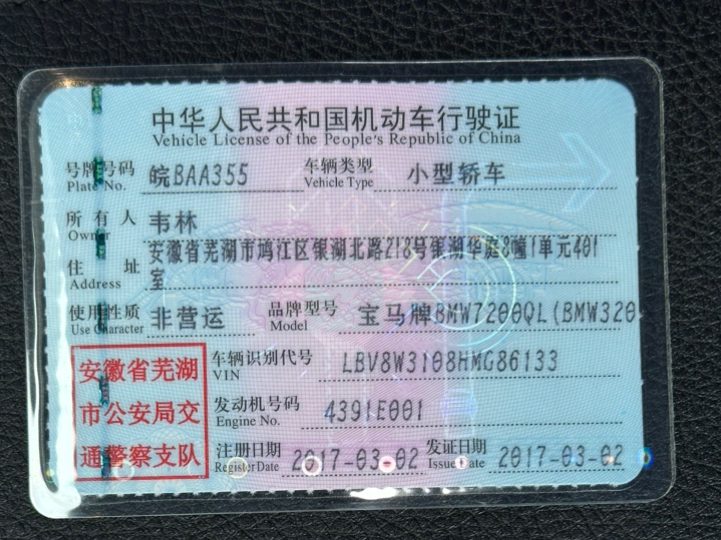 中华人民共和国机动车行驶证
Vehicle License of the People's Republic of China
号牌号码 皖BAA355 车辆类型 小型轿车
Plate No. Vehicle Type
所有人 韦林
Owner
安徽省芜湖市鸠江区银湖北路218号银湖华庭8幢1单元401
住址 室
Address
使用性质 非营运 品牌型号 宝马牌BMW7200QL(BMW320
Use Character Model
安徽省芜湖 车辆识别代号 LBV8W3108HMG86133
VIN
市公安局交 发动机号码 4391E001
Engine No.
通警察支队 注册日期 2017-03-02 发证日期 2017-03-02
Register Date Issue Date